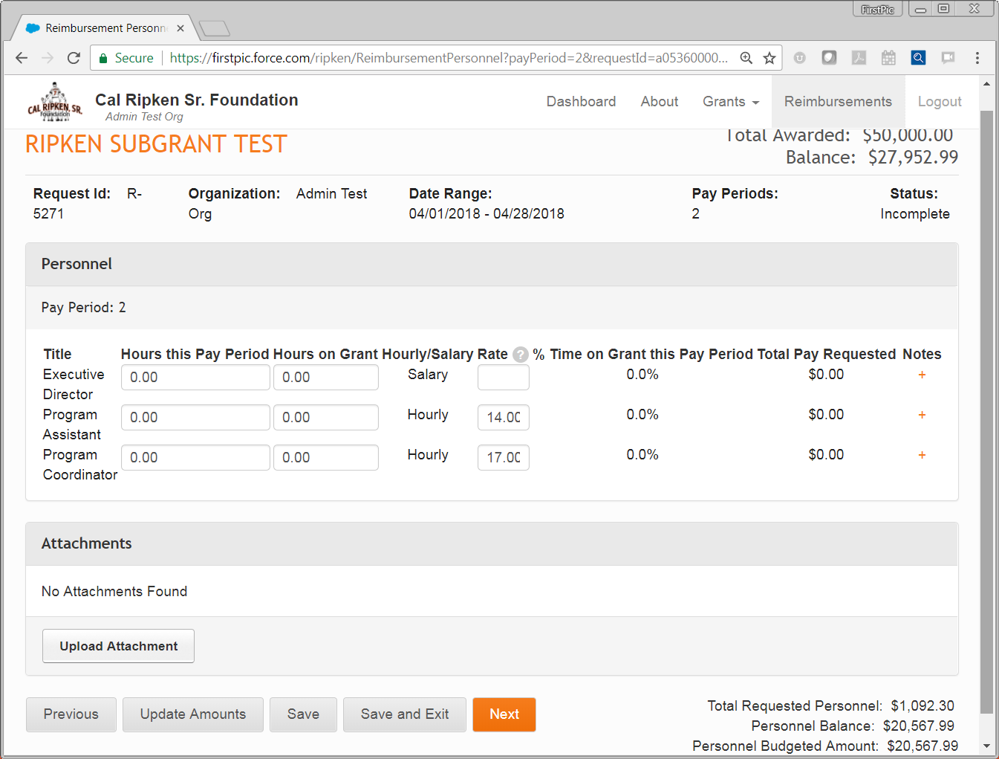 FirstPic
Reimbursement Personn
Secure https://firstpic.force.com/ripken/ReimbursementPersonnel?payPeriod=2&requestId=a05360000...
CAL RIPKEN, SR.
Foundation
Cal Ripken Sr. Foundation
Admin Test Org
Dashboard About Grants Reimbursements Logout
RIPKEN SUBGRANT TEST
Total Awarded: $50,000.00
Balance: $27,952.99
Request Id: R- Organization: Admin Test Date Range: Pay Periods: Status:
5271 Org 04/01/2018 - 04/28/2018 2 Incomplete
Personnel
Pay Period: 2
Title Hours this Pay Period Hours on Grant Hourly/Salary Rate ? % Time on Grant this Pay Period Total Pay Requested Notes
Executive 0.00 0.00 Salary 0.0% $0.00 +
Director
Program 0.00 0.00 Hourly 14.00 0.0% $0.00 +
Assistant
Program 0.00 0.00 Hourly 17.00 0.0% $0.00 +
Coordinator
Attachments
No Attachments Found
Upload Attachment
Previous Update Amounts Save Save and Exit Next
Total Requested Personnel: $1,092.30
Personnel Balance: $20,567.99
Personnel Budgeted Amount: $20,567.99